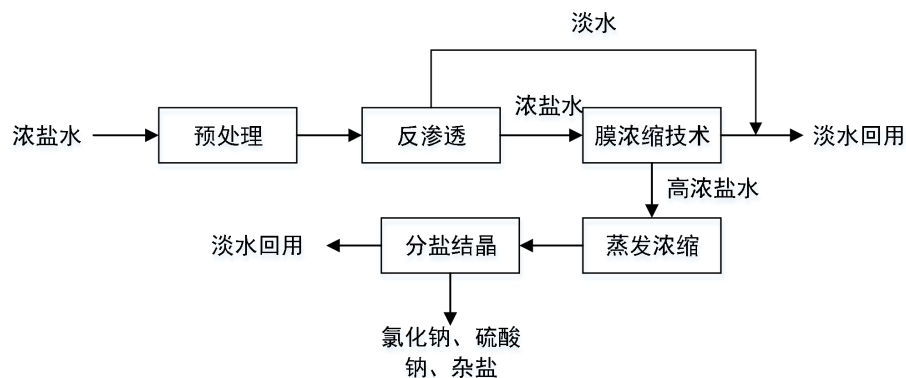 淡水
浓盐水
预处理
反渗透
浓盐水
膜浓缩技术
淡水回用
高浓盐水
淡水回用
分盐结晶
蒸发浓缩
氯化钠、硫酸
钠、杂盐